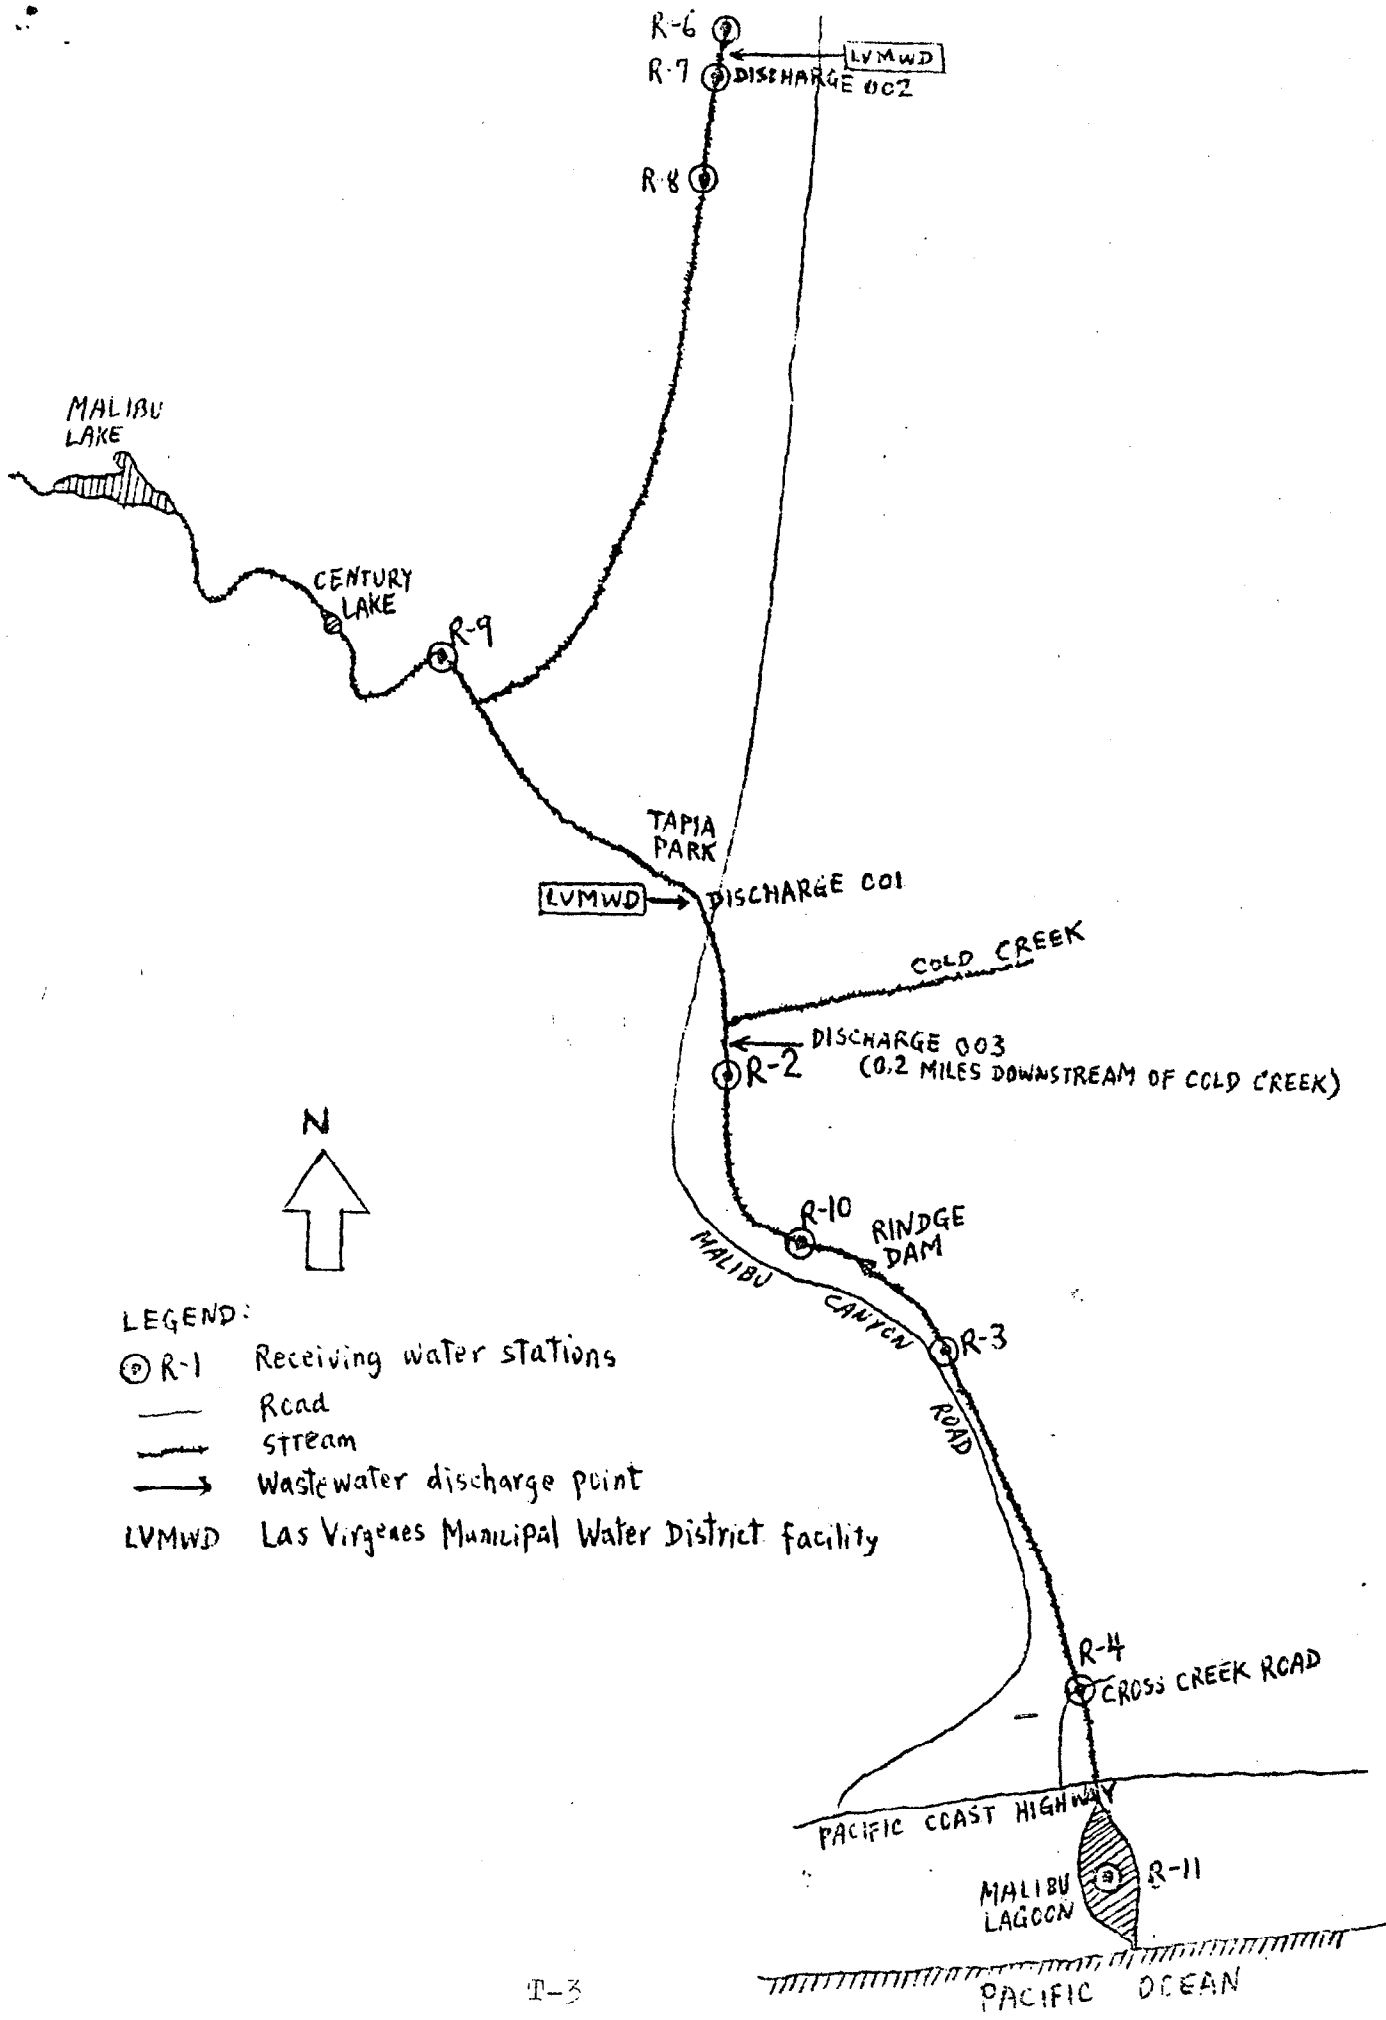 R-6
LVMWD
R-7
DISCHARGE 002
R-8
MALIBU
LAKE
CENTURY
LAKE
R-9
TAPIA
PARK
LVMWD
DISCHARGE 001
COLD CREEK
DISCHARGE 003
(0.2 MILES DOWNSTREAM OF COLD CREEK)
R-2
N
R-10
RINDGE
DAM
MALIBU CANYON ROAD
R-3
LEGEND:
R-1 Receiving water stations
Road
stream
Wastewater discharge point
LVMWD Las Virgenes Municipal Water District facility
R-4
CROSS CREEK ROAD
PACIFIC COAST HIGHWAY
R-11
MALIBU
LAGOON
PACIFIC OCEAN
T-3